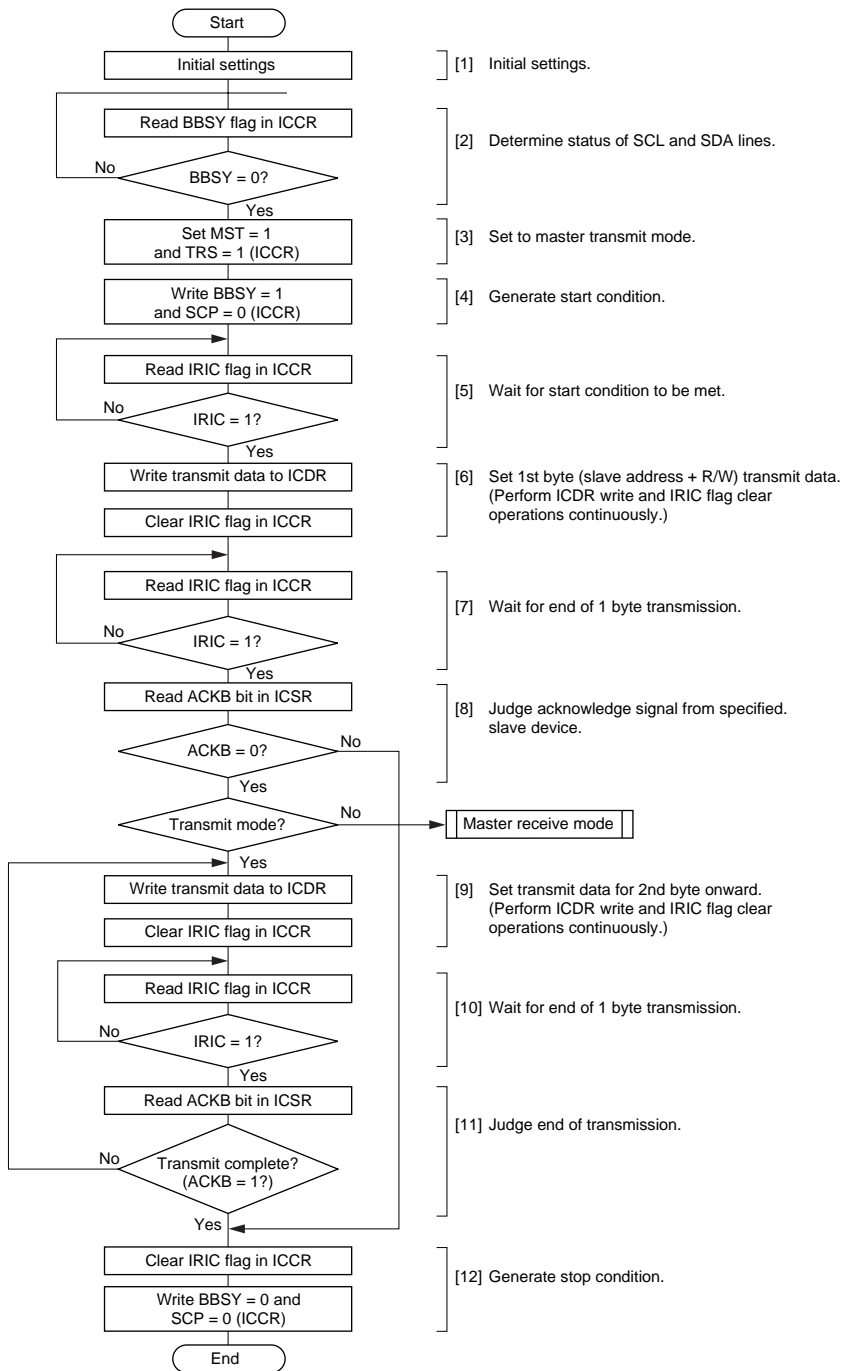 Start
Initial settings
[1] Initial settings.
Read BBSY flag in ICCR
[2] Determine status of SCL and SDA lines.
No
BBSY = 0?
Yes
Set MST = 1
and TRS = 1 (ICCR)
[3] Set to master transmit mode.
Write BBSY = 1
and SCP = 0 (ICCR)
[4] Generate start condition.
Read IRIC flag in ICCR
[5] Wait for start condition to be met.
No
IRIC = 1?
Yes
Write transmit data to ICDR
[6] Set 1st byte (slave address + R/W) transmit data.
(Perform ICDR write and IRIC flag clear
operations continuously.)
Clear IRIC flag in ICCR
Read IRIC flag in ICCR
[7] Wait for end of 1 byte transmission.
No
IRIC = 1?
Yes
Read ACKB bit in ICSR
[8] Judge acknowledge signal from specified.
slave device.
ACKB = 0?
No
Yes
Transmit mode?
No
Master receive mode
Yes
Write transmit data to ICDR
[9] Set transmit data for 2nd byte onward.
(Perform ICDR write and IRIC flag clear
operations continuously.)
Clear IRIC flag in ICCR
Read IRIC flag in ICCR
[10] Wait for end of 1 byte transmission.
No
IRIC = 1?
Yes
Read ACKB bit in ICSR
[11] Judge end of transmission.
No
Transmit complete?
(ACKB = 1?)
Yes
Clear IRIC flag in ICCR
[12] Generate stop condition.
Write BBSY = 0 and
SCP = 0 (ICCR)
End